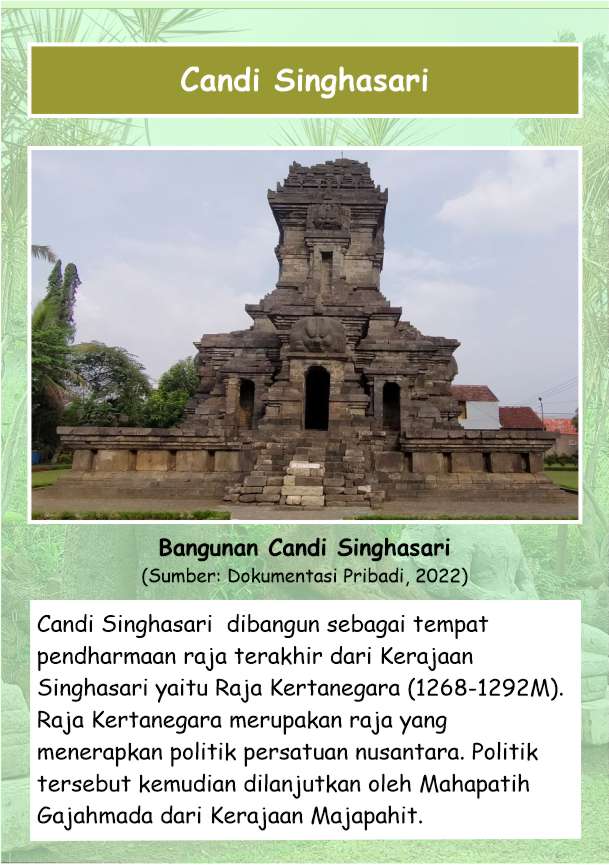 Candi Singhasari
Bangunan Candi Singhasari
(Sumber: Dokumentasi Pribadi, 2022)
Candi Singhasari  dibangun sebagai tempat
pendharmaan raja terakhir dari Kerajaan
Singhasari yaitu Raja Kertanegara (1268-1292M).
Raja Kertanegara merupakan raja yang
menerapkan politik persatuan nusantara. Politik
tersebut kemudian dilanjutkan oleh Mahapatih
Gajahmada dari Kerajaan Majapahit.